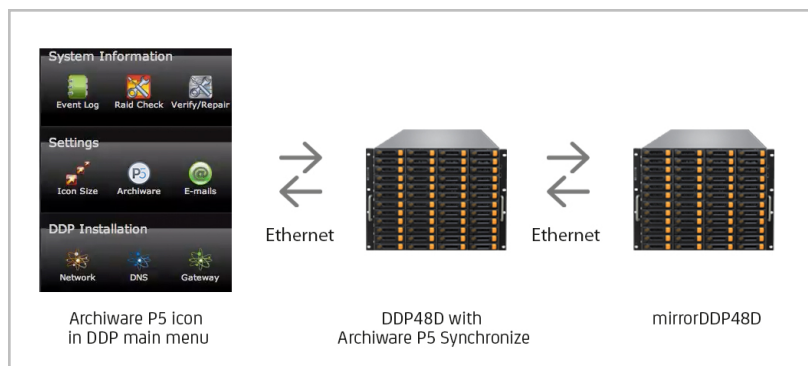 System Information
Event Log Raid Check Verify/Repair
Settings
P5 @
Icon Size Archiware E-mails
DDP Installation
Network DNS Gateway
Ethernet
Ethernet
Archiware P5 icon
in DDP main menu
DDP48D with
Archiware P5 Synchronize
mirrorDDP48D